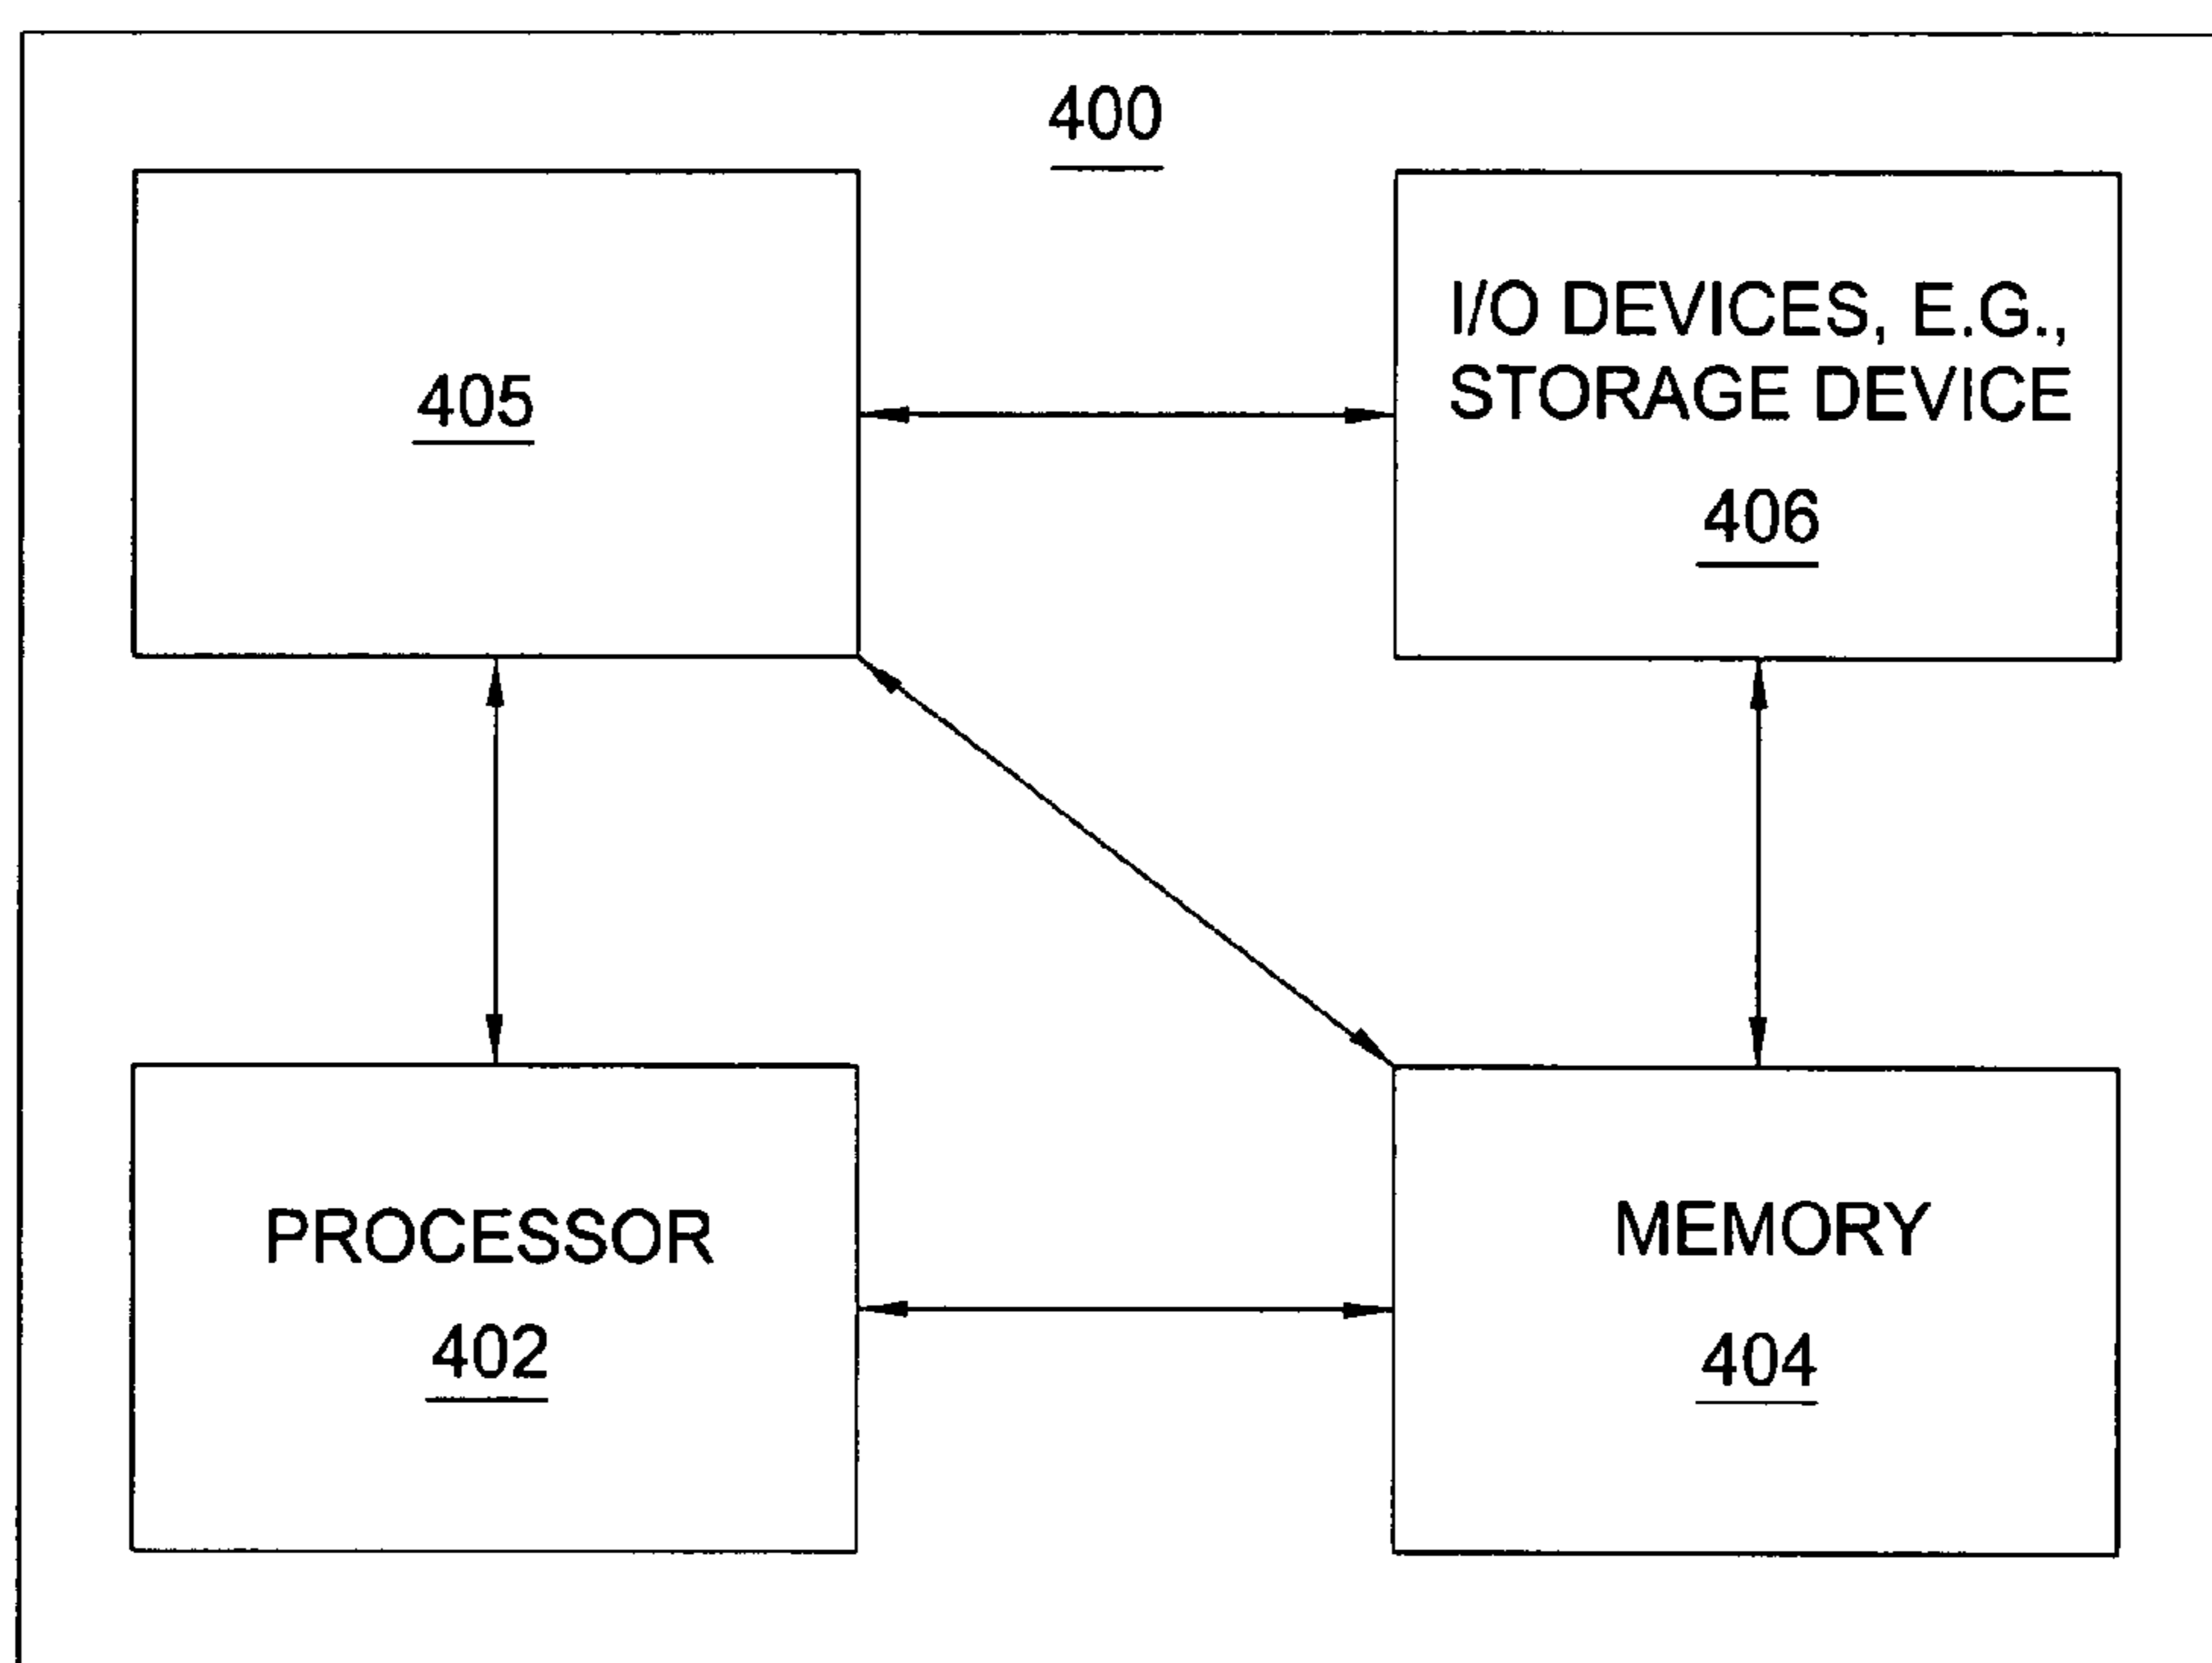 400
405
I/O DEVICES, E.G.,
STORAGE DEVICE
406
PROCESSOR
402
MEMORY
404